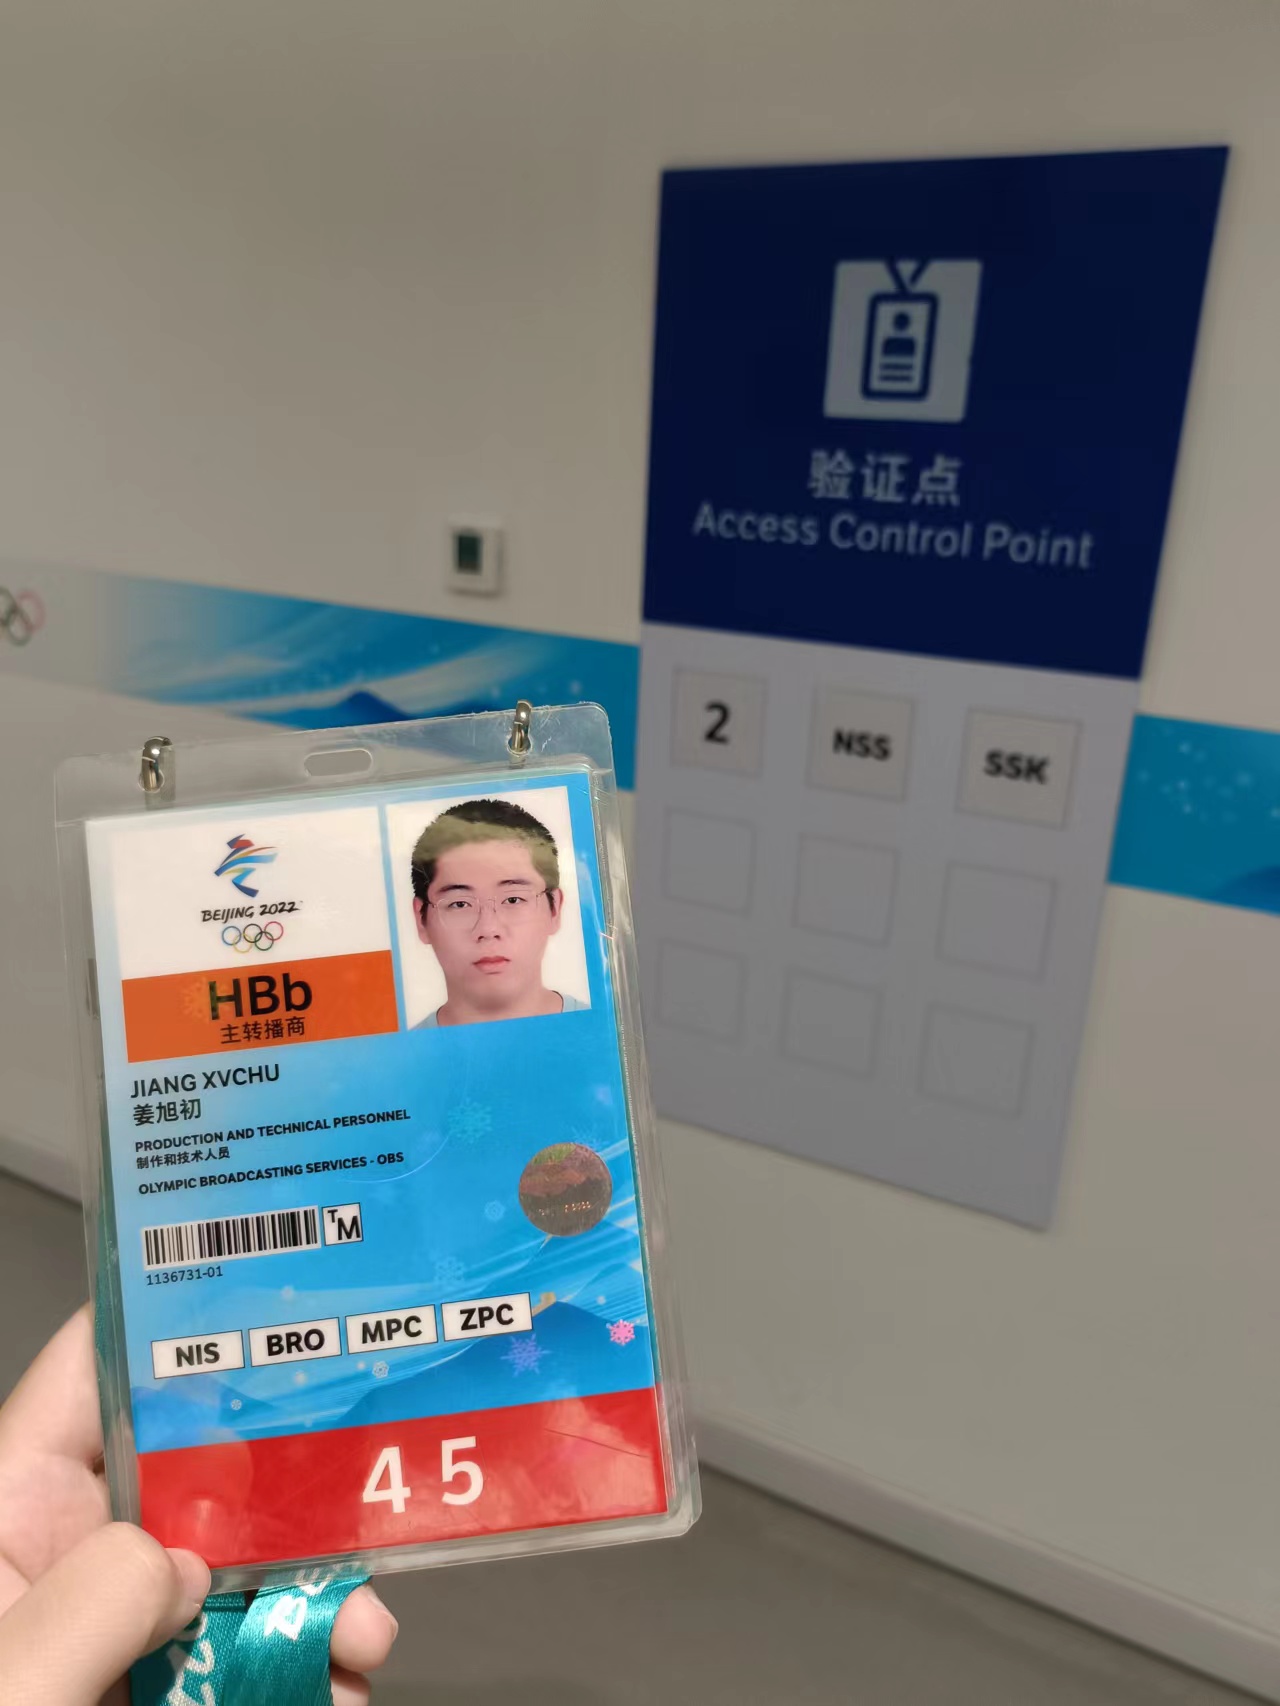 验证点
Access Control Point
2
NSS
SSK
BEIJING 2022
HBb
主转播商
JIANG XVCHU
姜旭初
PRODUCTION AND TECHNICAL PERSONNEL
制作和技术人员
OLYMPIC BROADCASTING SERVICES - OBS
TM
1136731-01
NIS BRO MPC ZPC
4 5